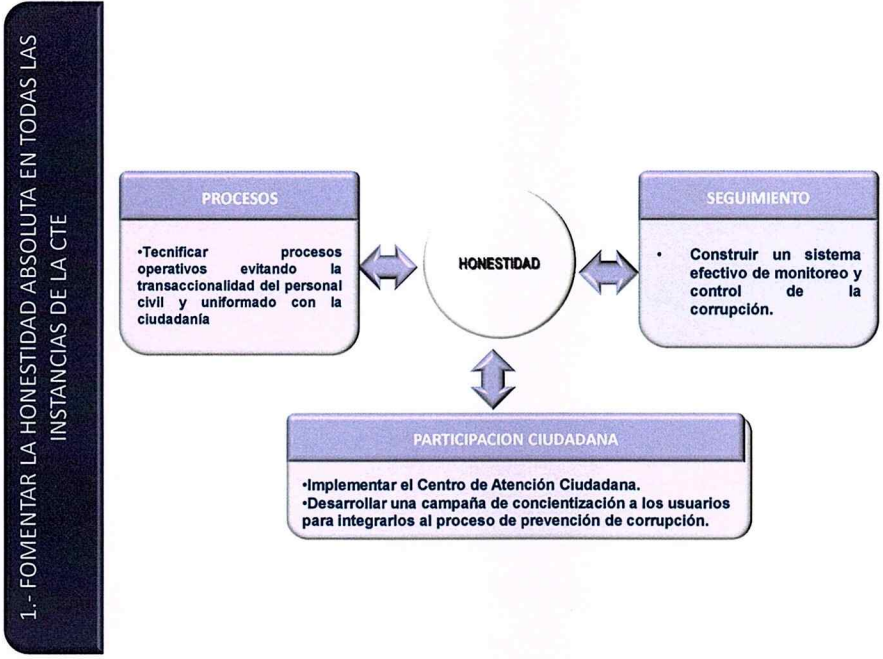 1.- FOMENTAR LA HONESTIDAD ABSOLUTA EN TODAS LAS
INSTANCIAS DE LA CTE
PROCESOS
•Tecnificar procesos
operativos evitando la
transaccionalidad del personal
civil y uniformado con la
ciudadanía
HONESTIDAD
SEGUIMIENTO
• Construir un sistema
efectivo de monitoreo y
control de la
corrupción.
PARTICIPACION CIUDADANA
•Implementar el Centro de Atención Ciudadana.
•Desarrollar una campaña de concientización a los usuarios
para integrarlos al proceso de prevención de corrupción.